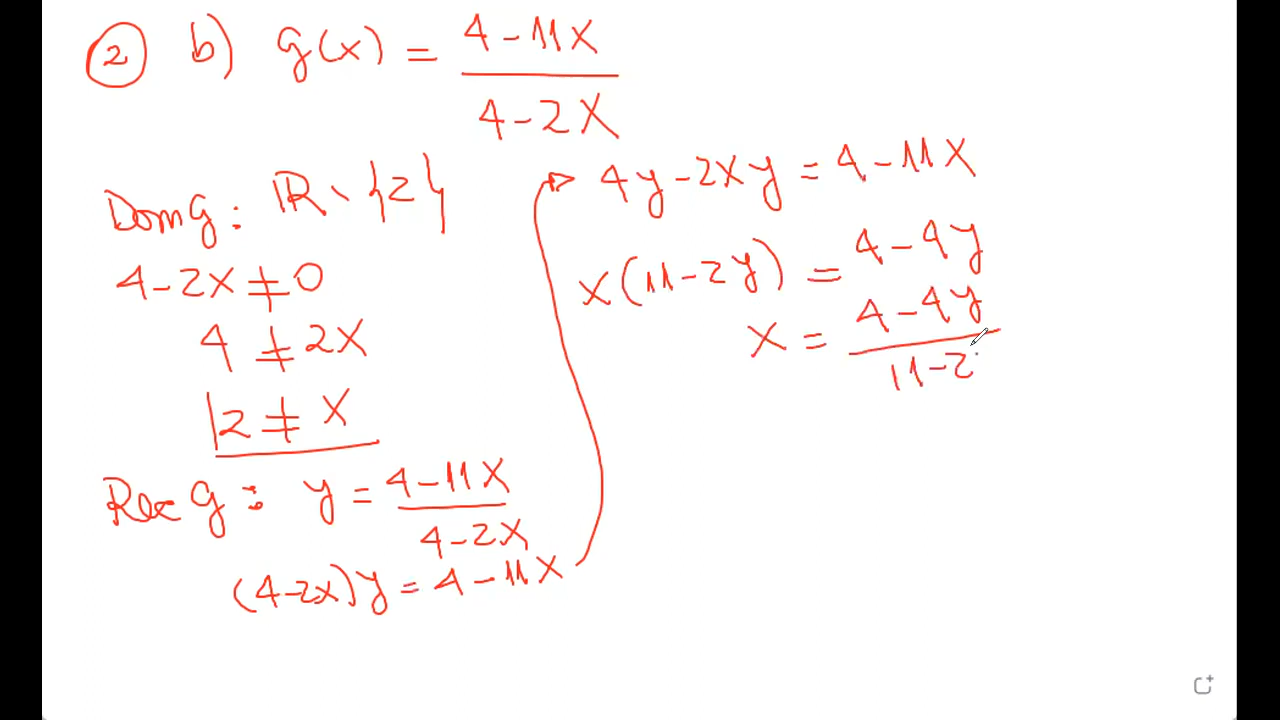 ② b) g(x) = (4 - 11x)/(4 - 2x)
Dom g : ℝ \ {2}
4 - 2x ≠ 0
4 ≠ 2x
2 ≠ x
Rec g : y = (4 - 11x)/(4 - 2x)
(4-2x)y = 4 - 11x
4y - 2xy = 4 - 11x
x(11 - 2y) = 4 - 4y
x = (4 - 4y)/(11 - 2